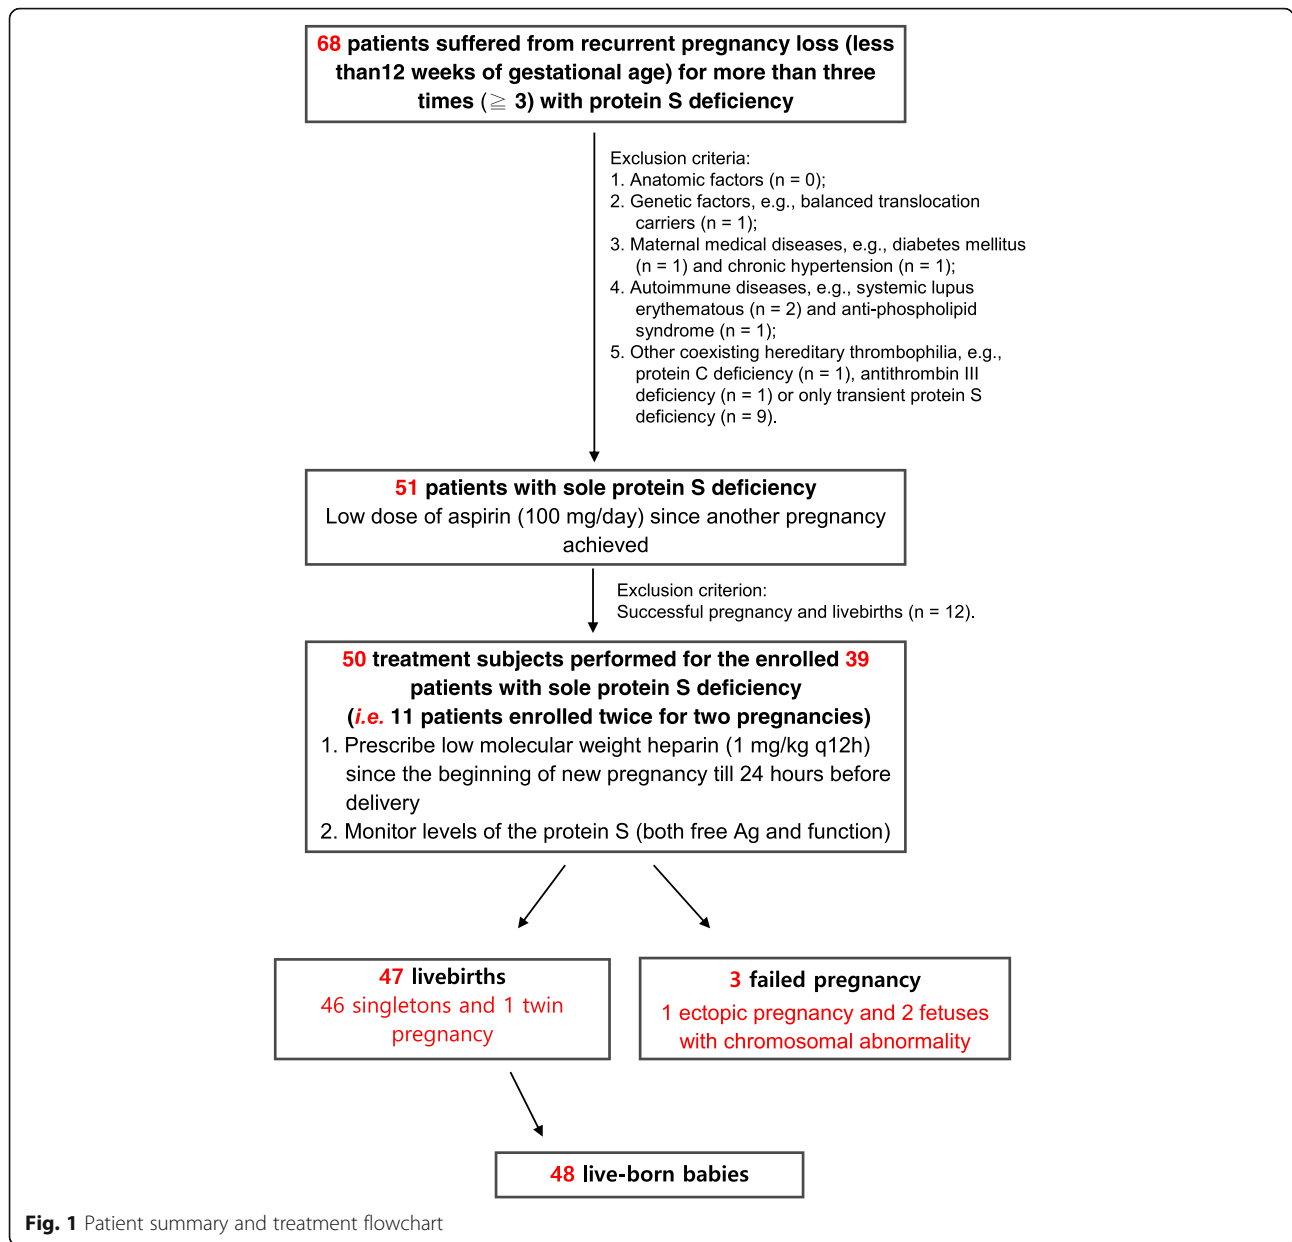 68 patients suffered from recurrent pregnancy loss (less
than12 weeks of gestational age) for more than three
times (≧ 3) with protein S deficiency
Exclusion criteria:
1. Anatomic factors (n = 0);
2. Genetic factors, e.g., balanced translocation
carriers (n = 1);
3. Maternal medical diseases, e.g., diabetes mellitus
(n = 1) and chronic hypertension (n = 1);
4. Autoimmune diseases, e.g., systemic lupus
erythematous (n = 2) and anti-phospholipid
syndrome (n = 1);
5. Other coexisting hereditary thrombophilia, e.g.,
protein C deficiency (n = 1), antithrombin III
deficiency (n = 1) or only transient protein S
deficiency (n = 9).
51 patients with sole protein S deficiency
Low dose of aspirin (100 mg/day) since another pregnancy
achieved
Exclusion criterion:
Successful pregnancy and livebirths (n = 12).
50 treatment subjects performed for the enrolled 39
patients with sole protein S deficiency
(i.e. 11 patients enrolled twice for two pregnancies)
1. Prescribe low molecular weight heparin (1 mg/kg q12h)
since the beginning of new pregnancy till 24 hours before
delivery
2. Monitor levels of the protein S (both free Ag and function)
47 livebirths
46 singletons and 1 twin
pregnancy
3 failed pregnancy
1 ectopic pregnancy and 2 fetuses
with chromosomal abnormality
48 live-born babies
Fig. 1 Patient summary and treatment flowchart